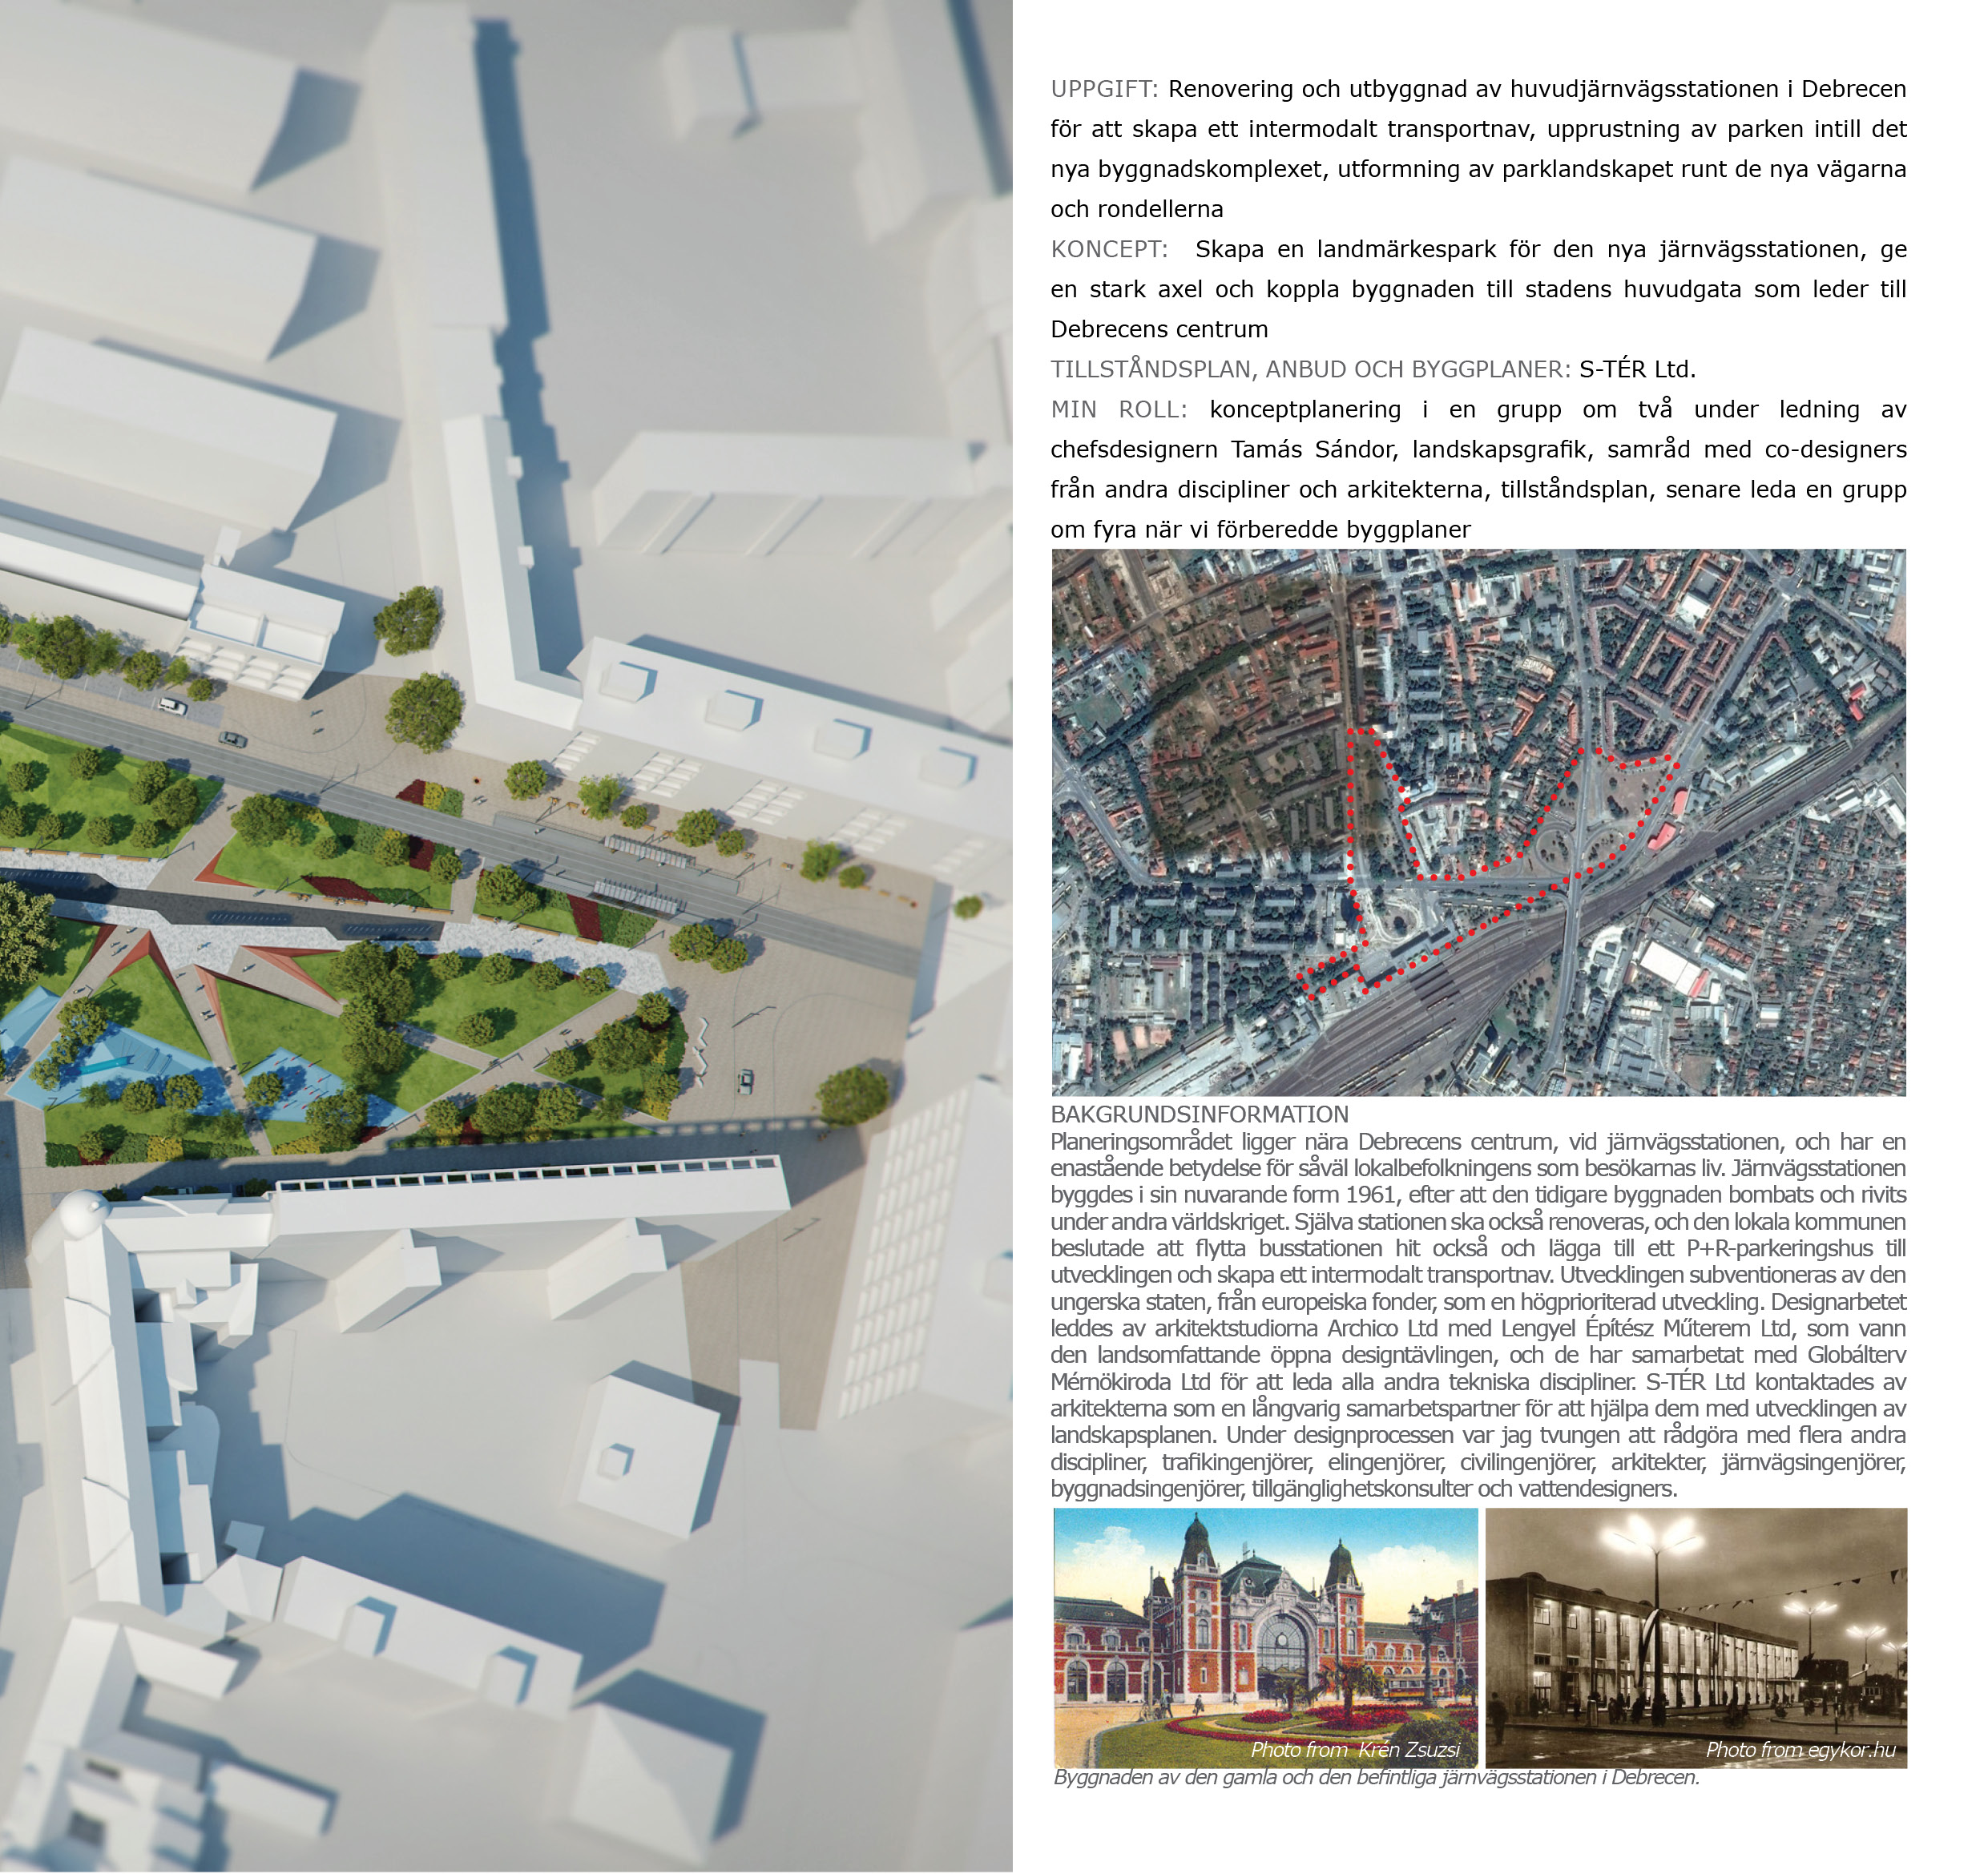 UPPGIFT: Renovering och utbyggnad av huvudjärnvägsstationen i Debrecen
för att skapa ett intermodalt transportnav, upprustning av parken intill det
nya byggnadskomplexet, utformning av parklandskapet runt de nya vägarna
och rondellerna
KONCEPT: Skapa en landmärkespark för den nya järnvägsstationen, ge
en stark axel och koppla byggnaden till stadens huvudgata som leder till
Debrecens centrum
TILLSTÅNDSPLAN, ANBUD OCH BYGGPLANER: S-TÉR Ltd.
MIN ROLL: konceptplanering i en grupp om två under ledning av
chefsdesignern Tamás Sándor, landskapsgrafik, samråd med co-designers
från andra discipliner och arkitekterna, tillståndsplan, senare leda en grupp
om fyra när vi förberedde byggplaner
BAKGRUNDSINFORMATION
Planeringsområdet ligger nära Debrecens centrum, vid järnvägsstationen, och har en
enastående betydelse för såväl lokalbefolkningens som besökarnas liv. Järnvägsstationen
byggdes i sin nuvarande form 1961, efter att den tidigare byggnaden bombats och rivits
under andra världskriget. Själva stationen ska också renoveras, och den lokala kommunen
beslutade att flytta busstationen hit också och lägga till ett P+R-parkeringshus till
utvecklingen och skapa ett intermodalt transportnav. Utvecklingen subventioneras av den
ungerska staten, från europeiska fonder, som en högprioriterad utveckling. Designarbetet
leddes av arkitektstudiorna Archico Ltd med Lengyel Építész Műterem Ltd, som vann
den landsomfattande öppna designtävlingen, och de har samarbetat med Globálterv
Mérnökiroda Ltd för att leda alla andra tekniska discipliner. S-TÉR Ltd kontaktades av
arkitekterna som en långvarig samarbetspartner för att hjälpa dem med utvecklingen av
landskapsplanen. Under designprocessen var jag tvungen att rådgöra med flera andra
discipliner, trafikingenjörer, elingenjörer, civilingenjörer, arkitekter, järnvägsingenjörer,
byggnadsingenjörer, tillgänglighetskonsulter och vattendesigners.
Photo from Krén Zsuzsi
Photo from egykor.hu
Byggnaden av den gamla och den befintliga järnvägsstationen i Debrecen.